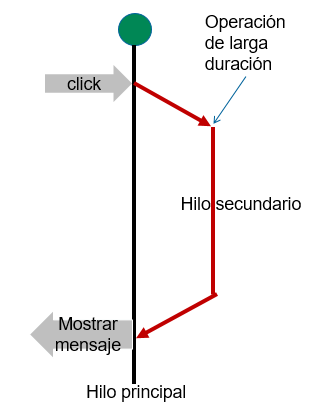 Operación
de larga
duración
click
Hilo secundario
Mostrar
mensaje
Hilo principal